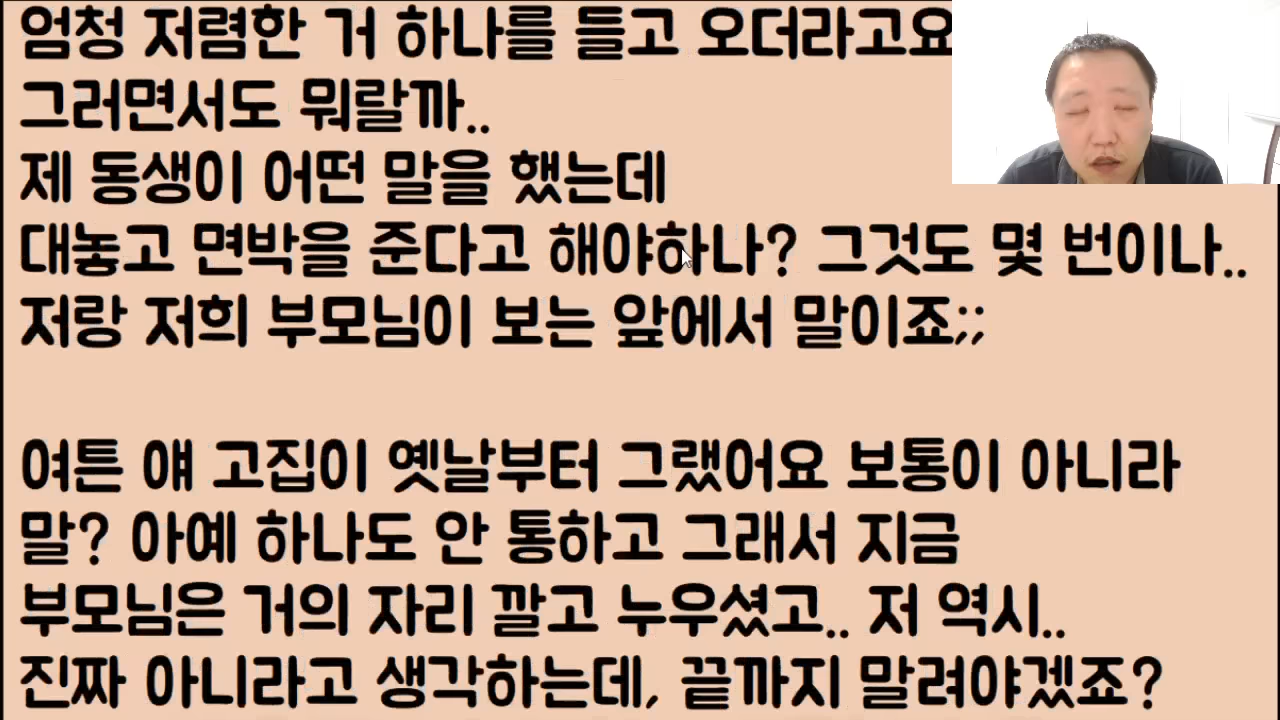 엄청 저렴한 거 하나를 들고 오더라고요
그러면서도 뭐랄까..
제 동생이 어떤 말을 했는데
대놓고 면박을 준다고 해야하나? 그것도 몇 번이나..
저랑 저희 부모님이 보는 앞에서 말이죠;;
여튼 얘 고집이 옛날부터 그랬어요 보통이 아니라
말? 아예 하나도 안 통하고 그래서 지금
부모님은 거의 자리 깔고 누우셨고.. 저 역시..
진짜 아니라고 생각하는데, 끝까지 말려야겠죠?